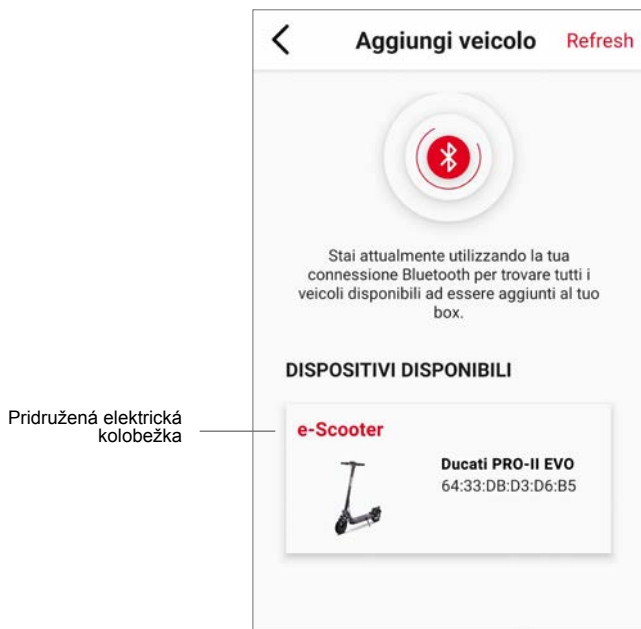 Aggiungi veicolo Refresh
Stai attualmente utilizzando la tua
connessione Bluetooth per trovare tutti i
veicoli disponibili ad essere aggiunti al tuo
box.
DISPOSITIVI DISPONIBILI
Pridružená elektrická
kolobežka
e-Scooter
Ducati PRO-II EVO
64:33:DB:D3:D6:B5